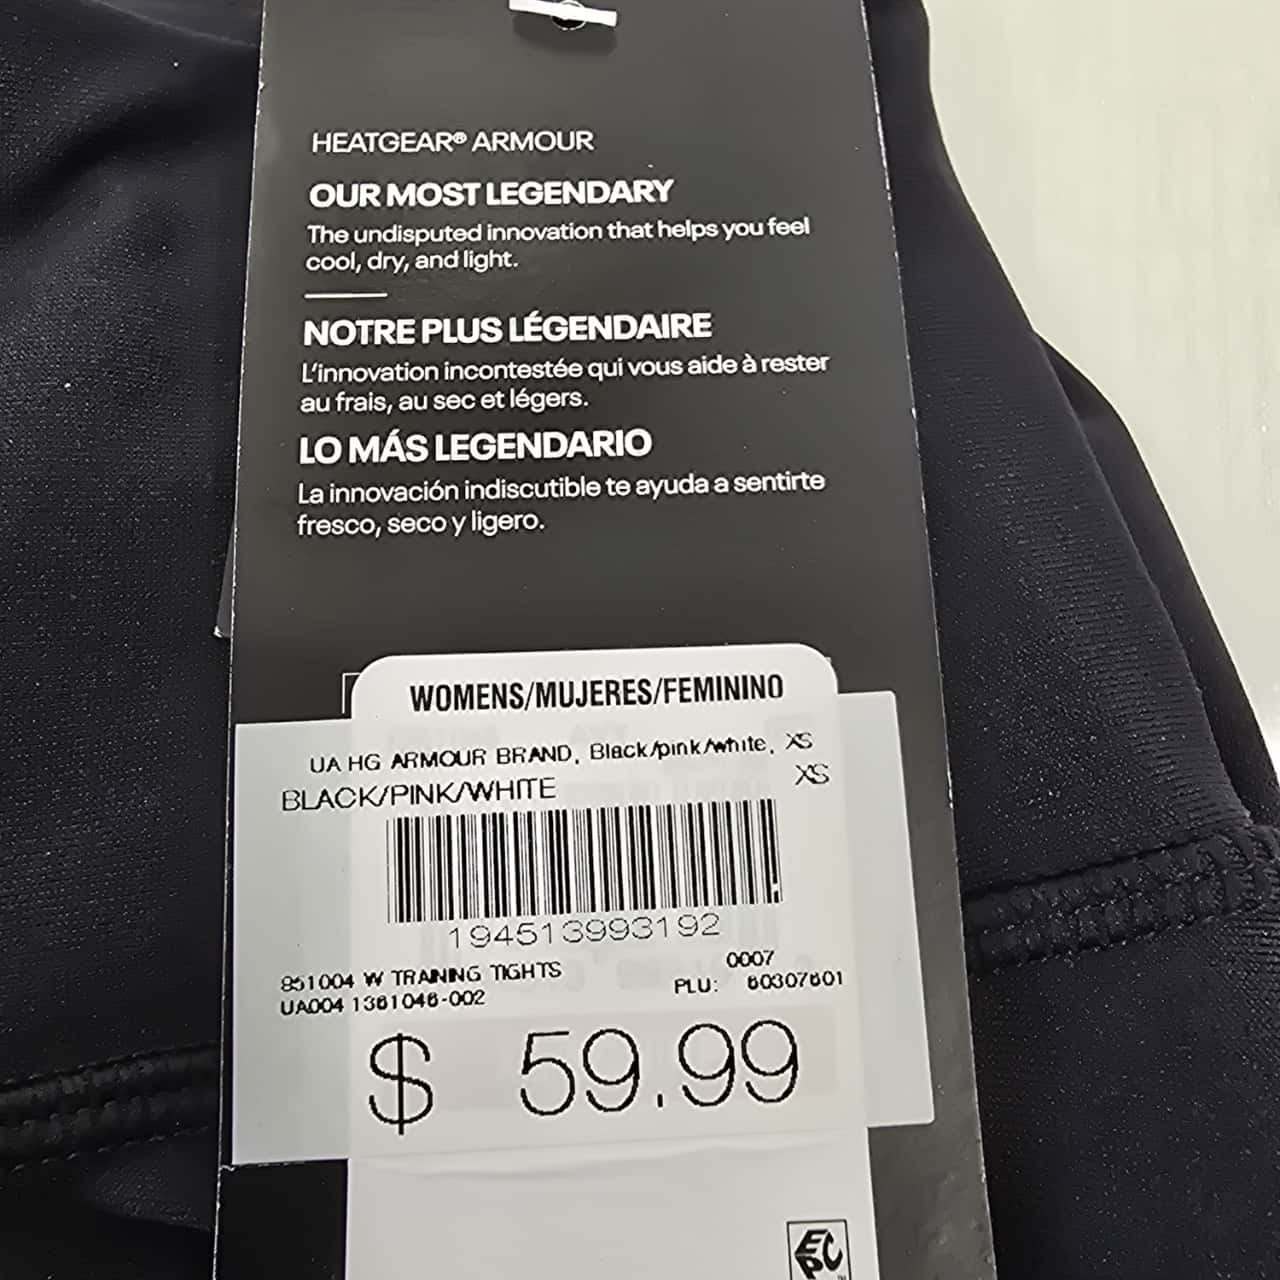 HEATGEAR® ARMOUR
OUR MOST LEGENDARY
The undisputed innovation that helps you feel
cool, dry, and light.
NOTRE PLUS LÉGENDAIRE
L'innovation incontestée qui vous aide à rester
au frais, au sec et légers.
LO MÁS LEGENDARIO
La innovación indiscutible te ayuda a sentirte
fresco, seco y ligero.
WOMENS/MUJERES/FEMININO
UA HG ARMOUR BRAND, Black/pink/white, XS
BLACK/PINK/WHITE XS
194513993192
851004 W TRAINING TIGHTS 0007
UA004 1361046-002 PLU: 60307601
$ 59.99
EPC